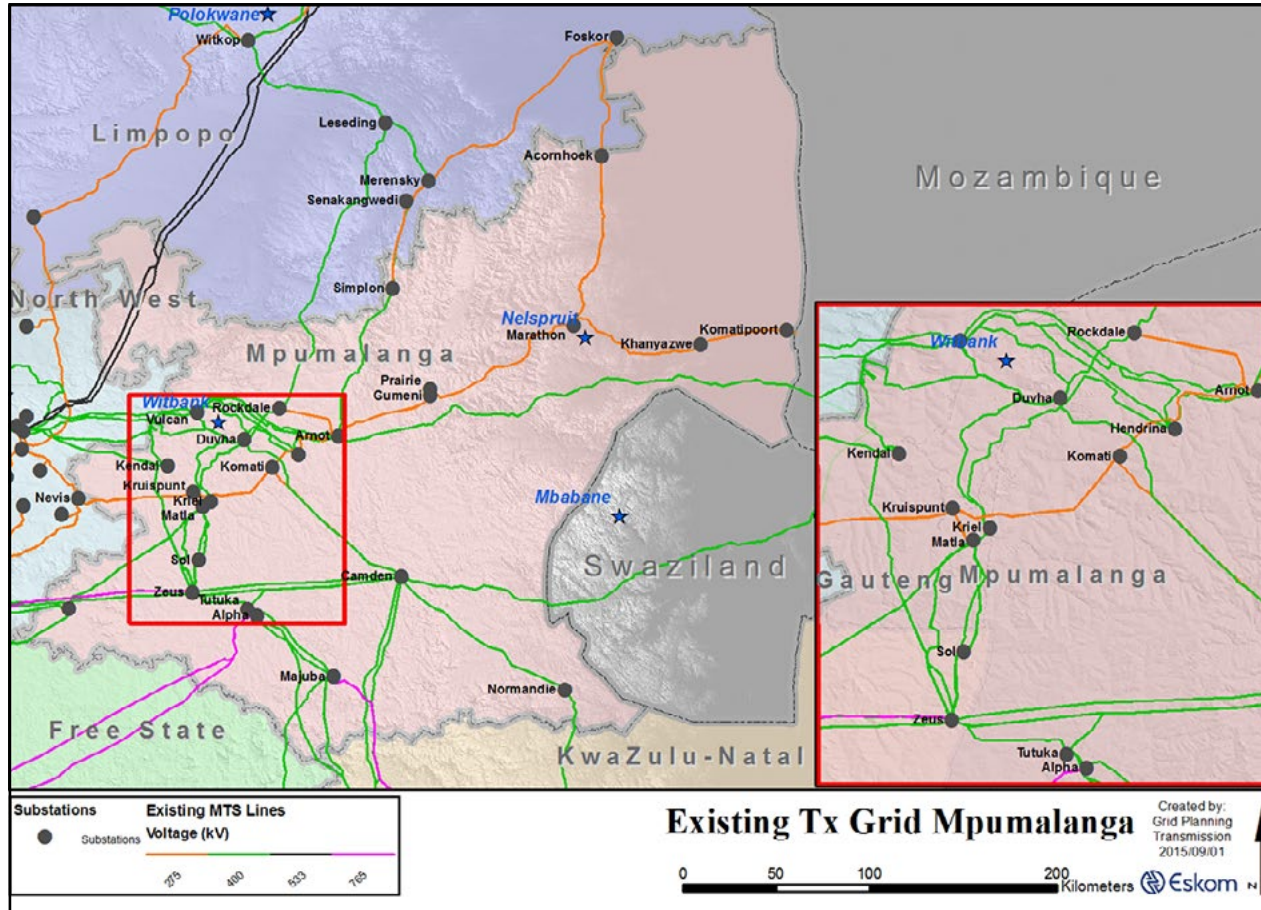 Polokwane
Witkop
Foskor
Limpopo
Leseding
Acornhoek
Merensky
Senakangwedi
Mozambique
Simplon
North West
Nelspruit
Marathon
Khanyazwe
Komatipoort
Mpumalanga
Prairie
Gumeni
Witbank
Rockdale
Vulcan
Duvha
Arnot
Kendal
Komati
Kruispunt
Nevis
Kriel
Matla
Mbabane
Sol
Swaziland
Camden
Zeus
Tutuka
Alpha
Majuba
Normandie
Free State
KwaZulu-Natal
Witbank
Rockdale
Duvha
Arnot
Hendrina
Kendal
Komati
Kruispunt
Kriel
Matla
Gauteng
Mpumalanga
Sol
Zeus
Tutuka
Alpha
Substations
Substations
Existing MTS Lines
Voltage (kV)
275
400
533
765
Existing Tx Grid Mpumalanga
0 50 100 200
Kilometers
Created by:
Grid Planning
Transmission
2015/09/01
Eskom
N